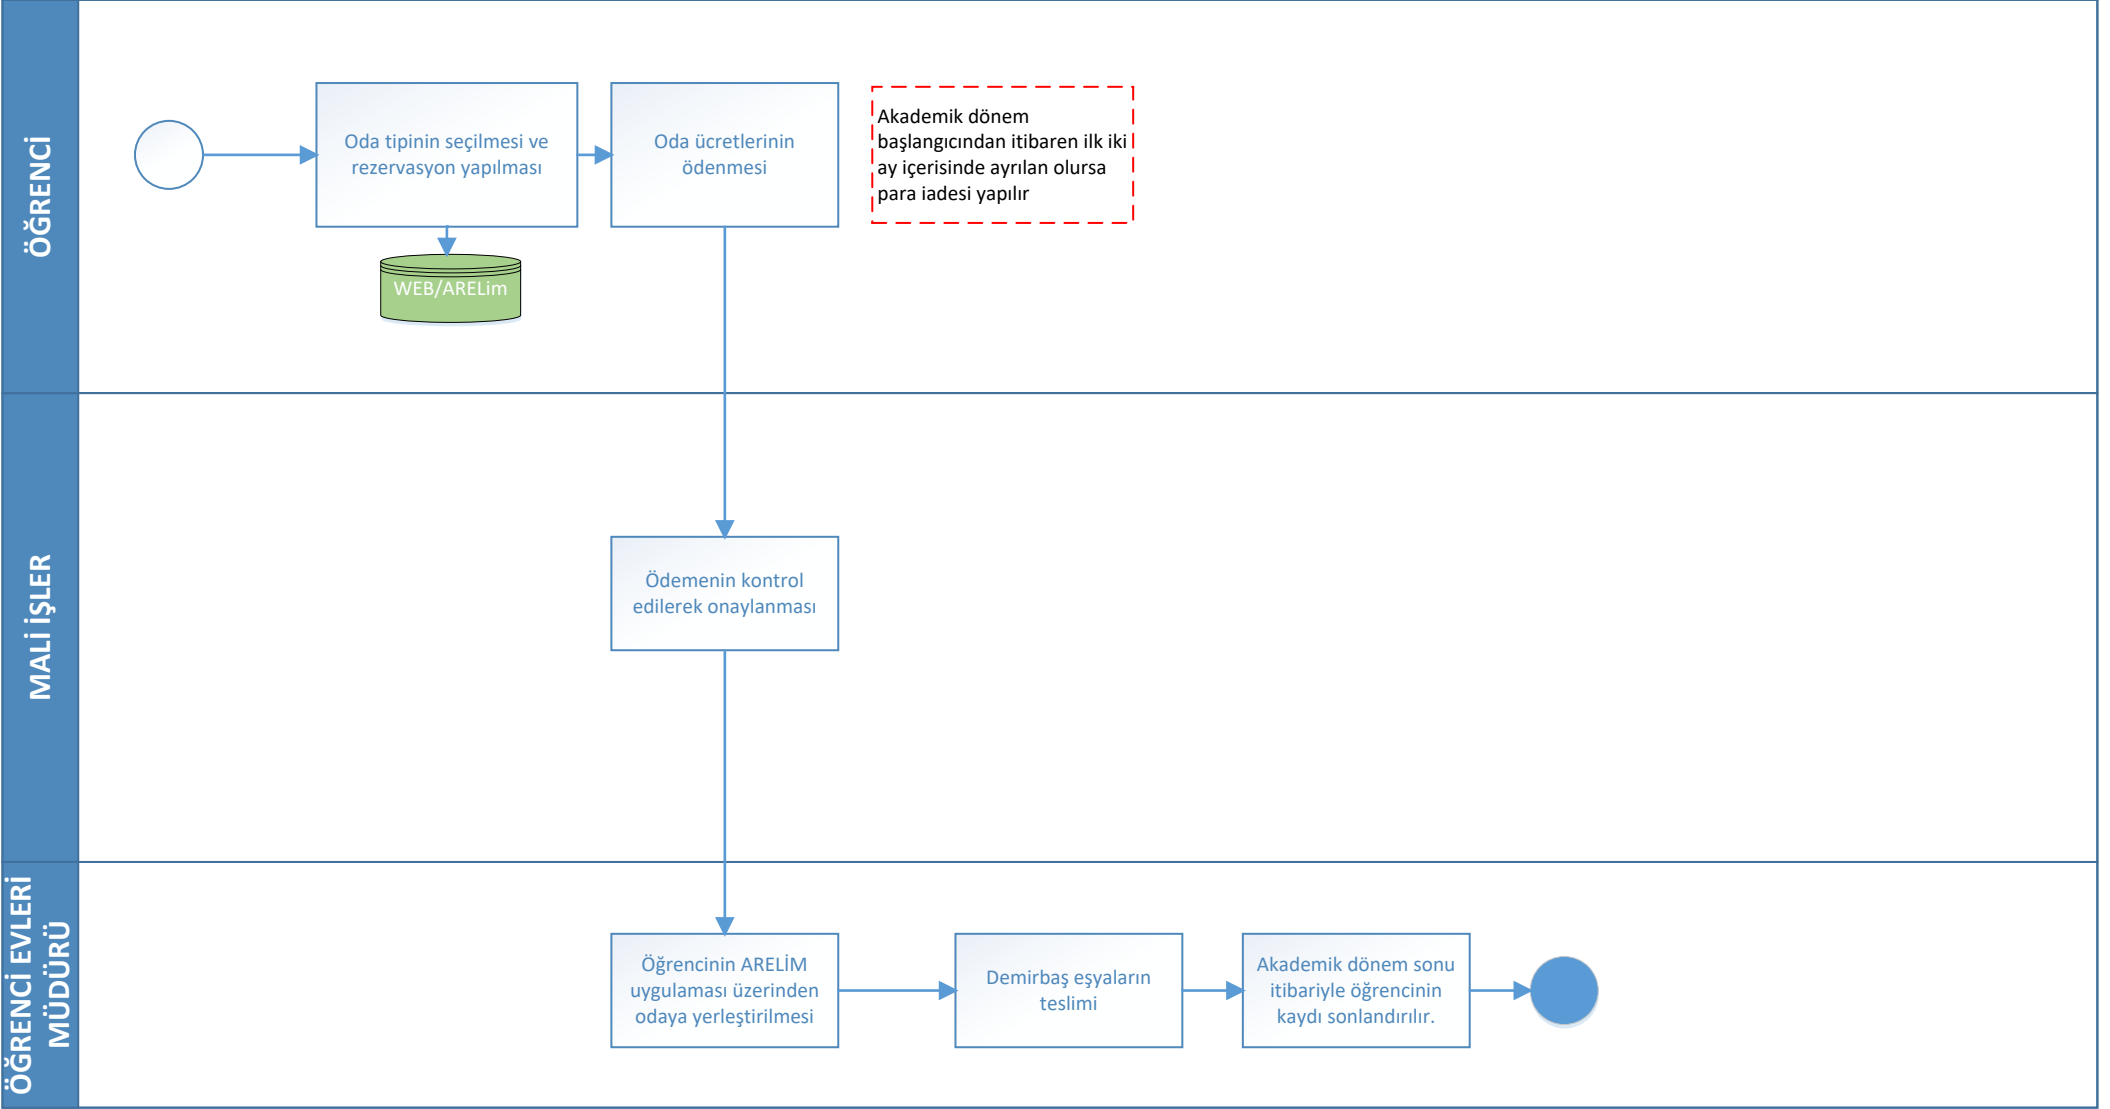 ÖĞRENCİ
Oda tipinin seçilmesi ve
rezervasyon yapılması
Oda ücretlerinin
ödenmesi
Akademik dönem
başlangıcından itibaren ilk iki
ay içerisinde ayrılan olursa
para iadesi yapılır
WEB/ARELim
MALİ İŞLER
Ödemenin kontrol
edilerek onaylanması
ÖĞRENCİ EVLERİ
MÜDÜRÜ
Öğrencinin ARELİM
uygulaması üzerinden
odaya yerleştirilmesi
Demirbaş eşyaların
teslimi
Akademik dönem sonu
itibariyle öğrencinin
kaydı sonlandırılır.